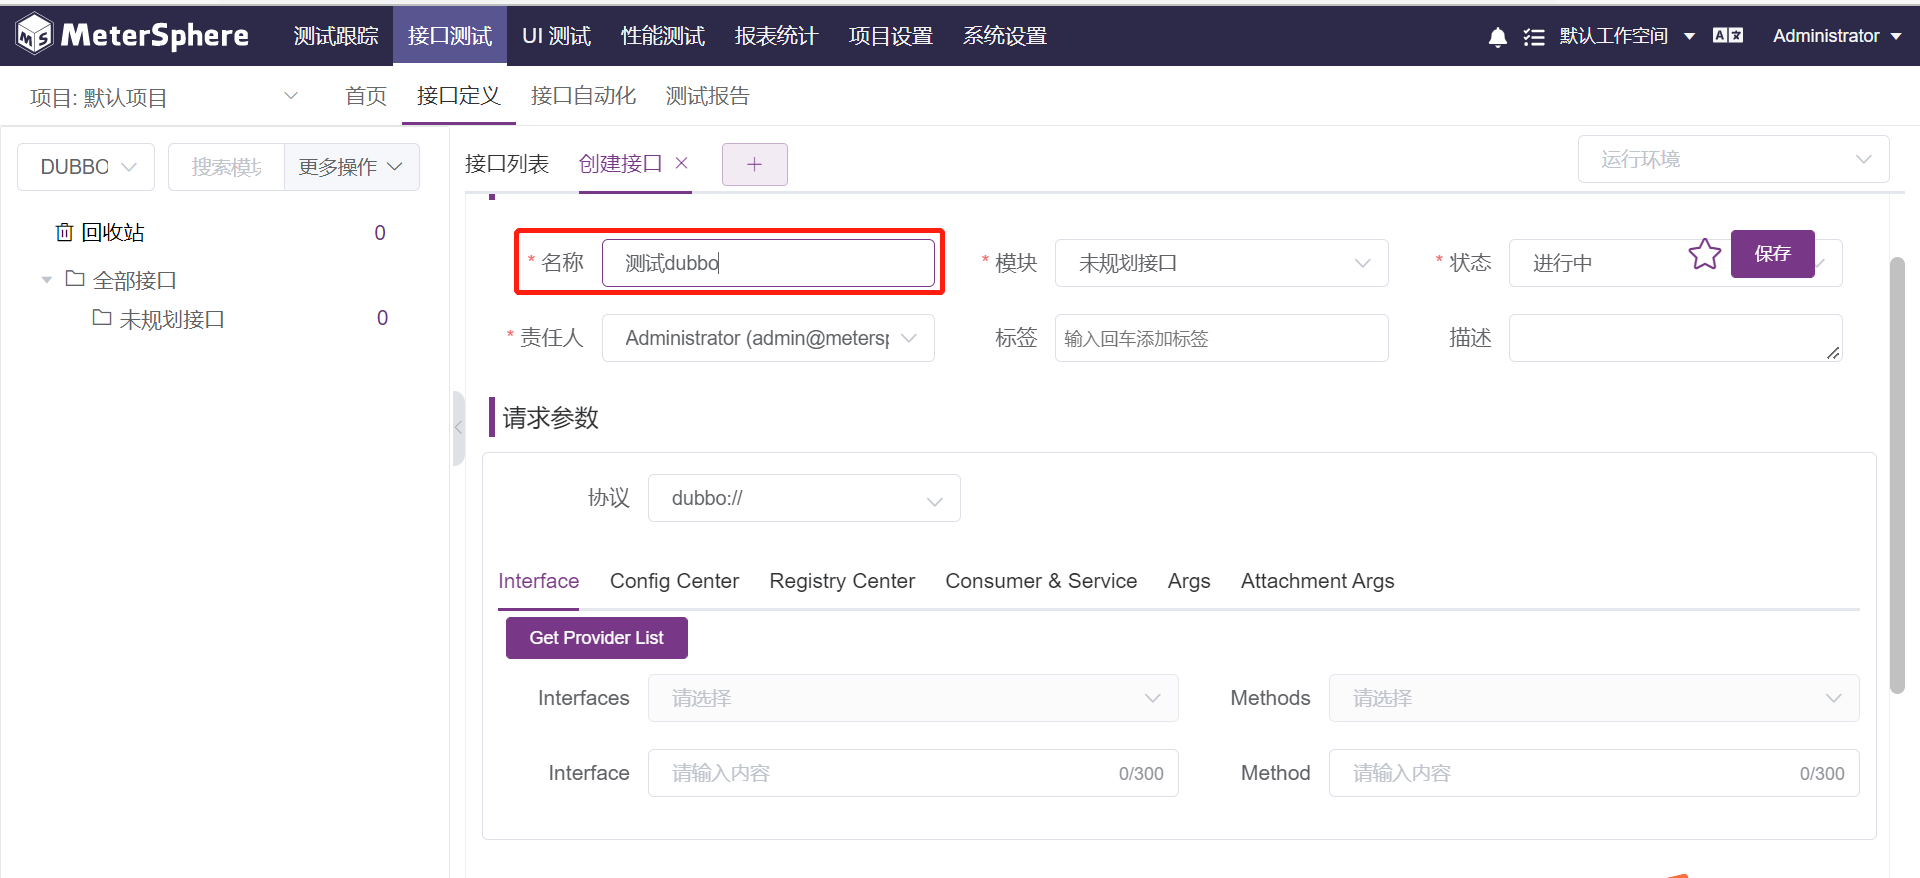 MeterSphere 测试跟踪 接口测试 UI 测试 性能测试 报表统计 项目设置 系统设置 默认工作空间 Administrator
项目: 默认项目 首页 接口定义 接口自动化 测试报告
DUBBO 搜索模块 更多操作 接口列表 创建接口 × + 运行环境
回收站 0
全部接口
未规划接口 0
* 名称 测试dubbo * 模块 未规划接口 * 状态 进行中 保存
* 责任人 Administrator (admin@metersp 标签 输入回车添加标签 描述
请求参数
协议 dubbo://
Interface Config Center Registry Center Consumer & Service Args Attachment Args
Get Provider List
Interfaces 请选择 Methods 请选择
Interface 请输入内容 0/300 Method 请输入内容 0/300